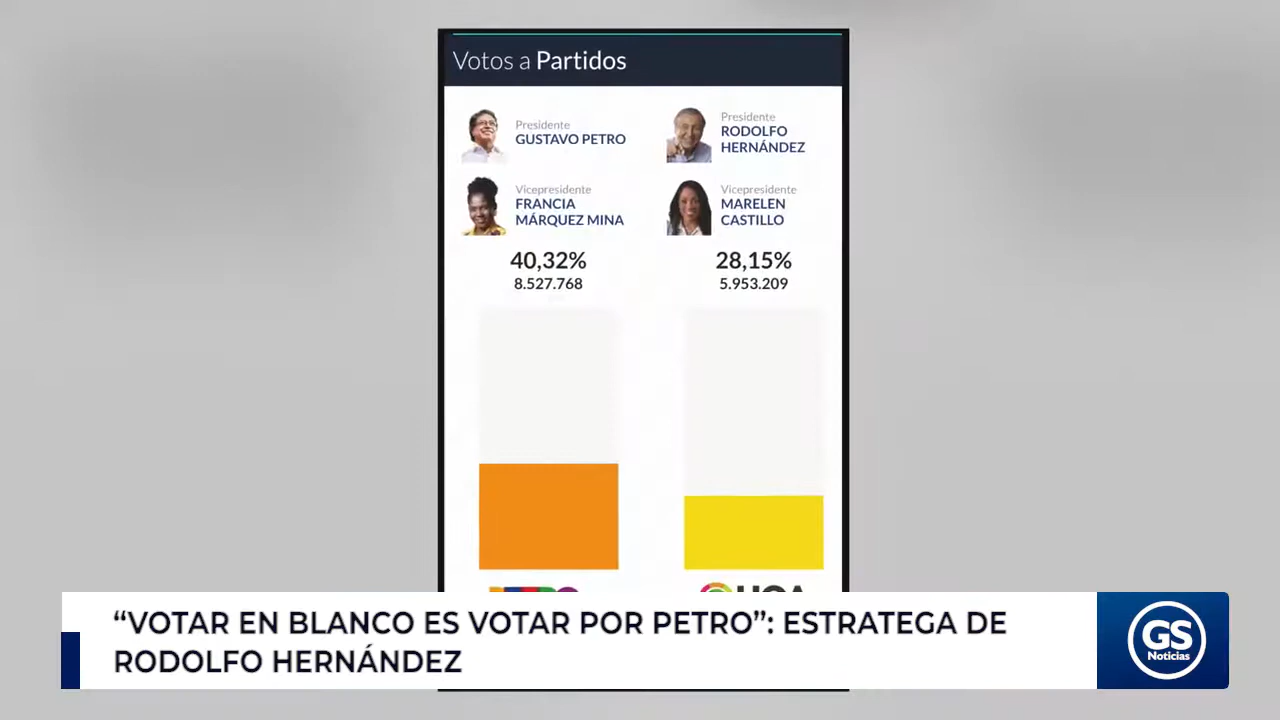 Votos a Partidos
Presidente
GUSTAVO PETRO
Vicepresidente
FRANCIA
MÁRQUEZ MINA
40,32%
8.527.768
Presidente
RODOLFO
HERNÁNDEZ
Vicepresidente
MARELEN
CASTILLO
28,15%
5.953.209
“VOTAR EN BLANCO ES VOTAR POR PETRO”: ESTRATEGA DE
RODOLFO HERNÁNDEZ
GS
Noticias